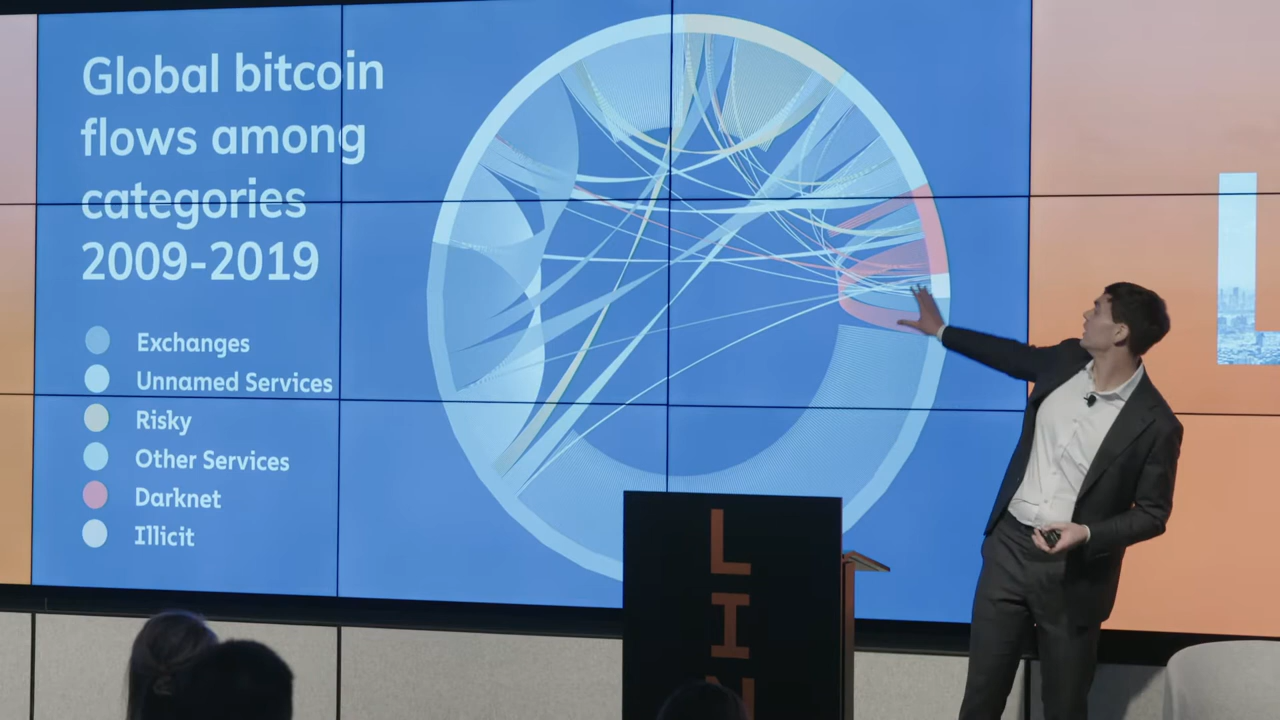 Global bitcoin
flows among
categories
2009-2019
Exchanges
Unnamed Services
Risky
Other Services
Darknet
Illicit
L
L
I
N